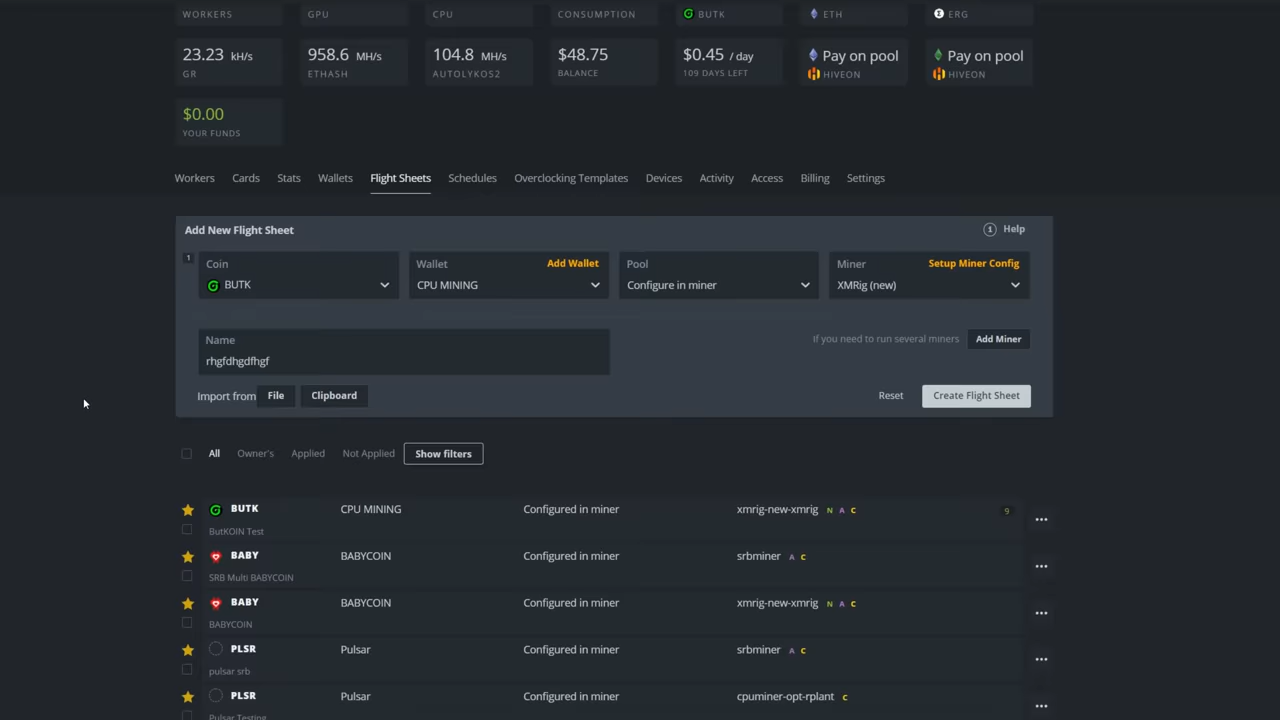 WORKERS GPU CPU CONSUMPTION BUTK ETH ERG
23.23 kH/s 958.6 MH/s 104.8 MH/s $48.75 $0.45 / day Pay on pool Pay on pool
GR ETHASH AUTOLYKOS2 BALANCE 109 DAYS LEFT HIVEON HIVEON
$0.00
YOUR FUNDS
Workers Cards Stats Wallets Flight Sheets Schedules Overclocking Templates Devices Activity Access Billing Settings
Add New Flight Sheet Help
1 Coin Wallet Add Wallet Pool Miner Setup Miner Config
BUTK CPU MINING Configure in miner XMRig (new)
Name
If you need to run several miners Add Miner
rhgfdhgdfhgf
Import from File Clipboard Reset Create Flight Sheet
All Owner's Applied Not Applied Show filters
BUTK CPU MINING Configured in miner xmrig-new-xmrig N A C 9
ButKOIN Test
BABY BABYCOIN Configured in miner srbminer A C
SRB Multi BABYCOIN
BABY BABYCOIN Configured in miner xmrig-new-xmrig N A C
BABYCOIN
PLSR Pulsar Configured in miner srbminer A C
pulsar srb
PLSR Pulsar Configured in miner cpuminer-opt-rplant C
Pulsar Testing